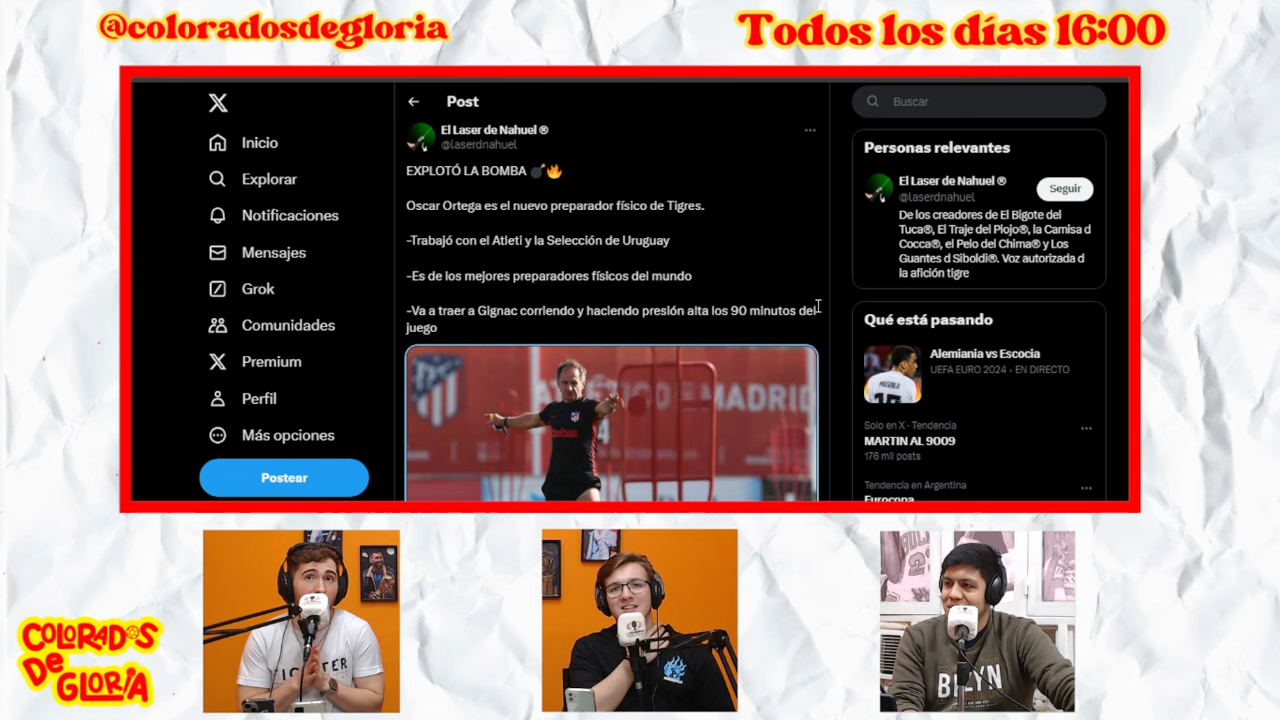 @coloradosdegloria
Todos los días 16:00
Inicio
Explorar
Notificaciones
Mensajes
Grok
Comunidades
Premium
Perfil
Más opciones
Postear
Post
El Laser de Nahuel ®
@laserdnahuel
EXPLOTÓ LA BOMBA 💣🔥
Oscar Ortega es el nuevo preparador físico de Tigres.
-Trabajó con el Atleti y la Selección de Uruguay
-Es de los mejores preparadores físicos del mundo
-Va a traer a Gignac corriendo y haciendo presión alta los 90 minutos del
juego
MADRID
Buscar
Personas relevantes
El Laser de Nahuel ®
@laserdnahuel
Seguir
De los creadores de El Bigote del
Tuca®, El Traje del Piojo®, la Camisa d
Cocca®, el Pelo del Chima® y Los
Guantes d Siboldi®. Voz autorizada d
la afición tigre
Qué está pasando
Alemiania vs Escocia
UEFA EURO 2024 · EN DIRECTO
MUSIALA
Solo en X · Tendencia
MARTIN AL 9009
176 mil posts
Tendencia en Argentina
Eurocopa
COLORADOS
De
GLORIA